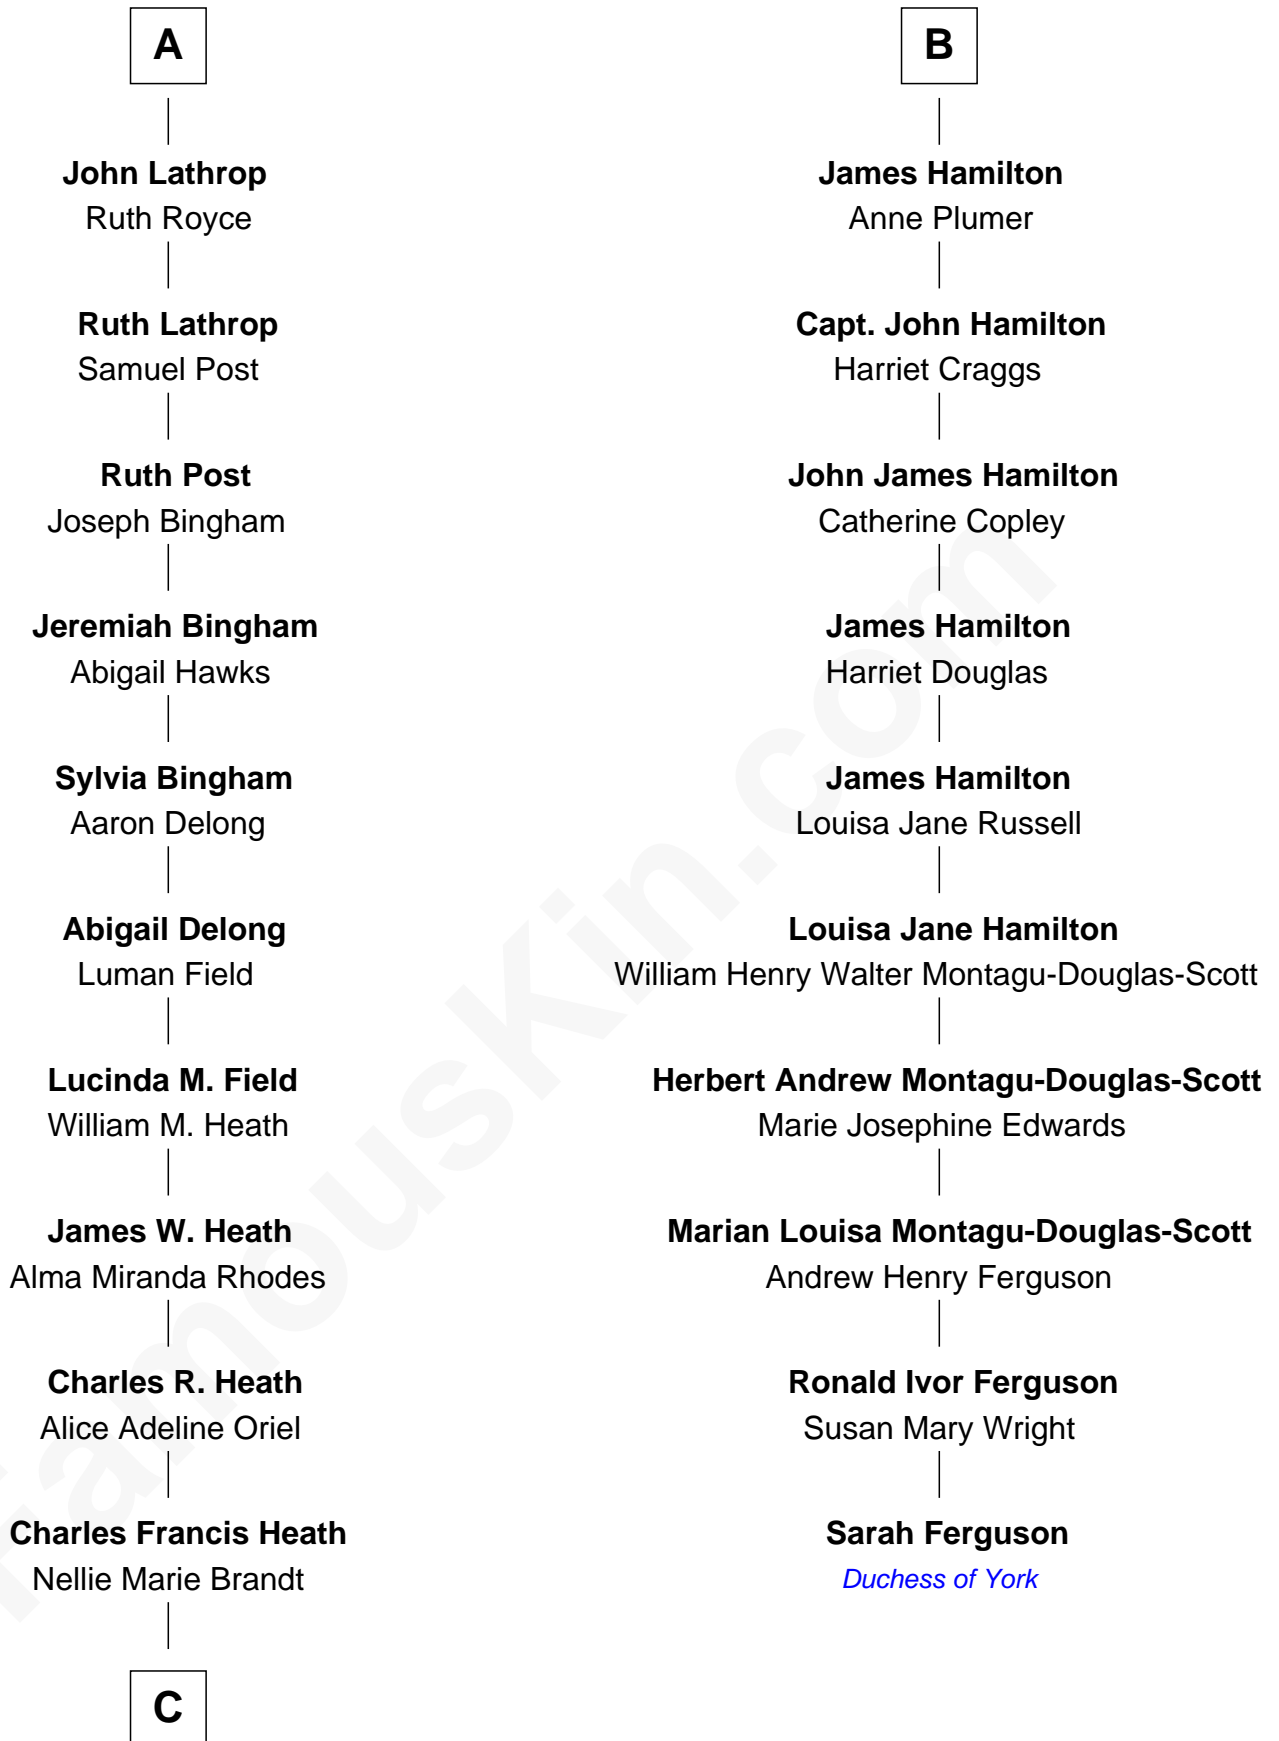 A
John Lathrop
Ruth Royce
Ruth Lathrop
Samuel Post
Ruth Post
Joseph Bingham
Jeremiah Bingham
Abigail Hawks
Sylvia Bingham
Aaron Delong
Abigail Delong
Luman Field
Lucinda M. Field
William M. Heath
James W. Heath
Alma Miranda Rhodes
Charles R. Heath
Alice Adeline Oriel
Charles Francis Heath
Nellie Marie Brandt
C
B
James Hamilton
Anne Plumer
Capt. John Hamilton
Harriet Craggs
John James Hamilton
Catherine Copley
James Hamilton
Harriet Douglas
James Hamilton
Louisa Jane Russell
Louisa Jane Hamilton
William Henry Walter Montagu-Douglas-Scott
Herbert Andrew Montagu-Douglas-Scott
Marie Josephine Edwards
Marian Louisa Montagu-Douglas-Scott
Andrew Henry Ferguson
Ronald Ivor Ferguson
Susan Mary Wright
Sarah Ferguson
Duchess of York
FamousKin.com